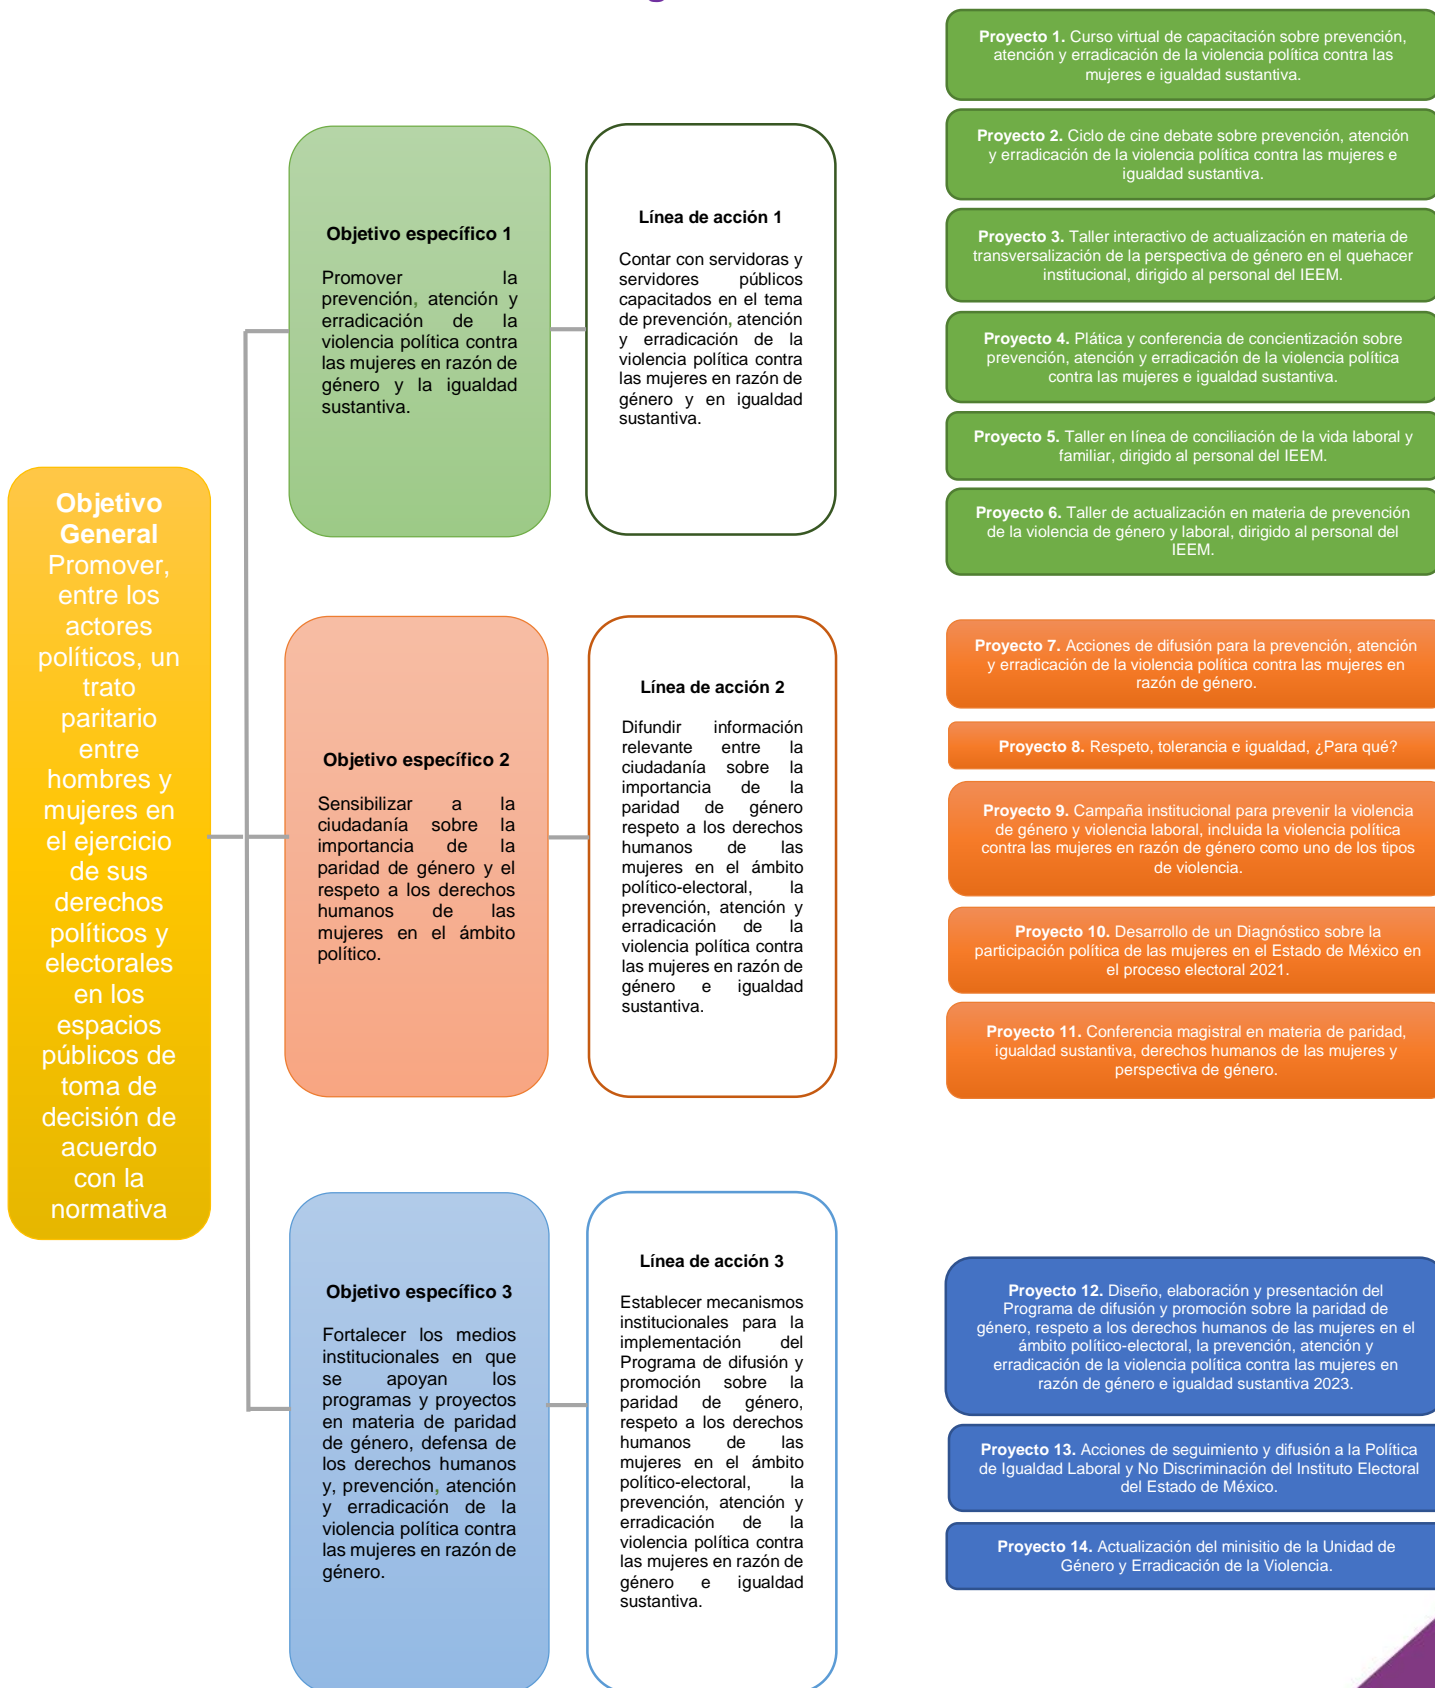 Objetivo
General
Promover,
entre los
actores
políticos, un
trato
paritario
entre
hombres y
mujeres en
el ejercicio
de sus
derechos
políticos y
electorales
en los
espacios
públicos de
toma de
decisión de
acuerdo
con la
normativa
Objetivo específico 1
Promover la
prevención, atención y
erradicación de la
violencia política contra
las mujeres en razón de
género y la igualdad
sustantiva.
Línea de acción 1
Contar con servidoras y
servidores públicos
capacitados en el tema
de prevención, atención
y erradicación de la
violencia política contra
las mujeres en razón de
género y en igualdad
sustantiva.
Proyecto 1. Curso virtual de capacitación sobre prevención,
atención y erradicación de la violencia política contra las
mujeres e igualdad sustantiva.
Proyecto 2. Ciclo de cine debate sobre prevención, atención
y erradicación de la violencia política contra las mujeres e
igualdad sustantiva.
Proyecto 3. Taller interactivo de actualización en materia de
transversalización de la perspectiva de género en el quehacer
institucional, dirigido al personal del IEEM.
Proyecto 4. Plática y conferencia de concientización sobre
prevención, atención y erradicación de la violencia política
contra las mujeres e igualdad sustantiva.
Proyecto 5. Taller en línea de conciliación de la vida laboral y
familiar, dirigido al personal del IEEM.
Proyecto 6. Taller de actualización en materia de prevención
de la violencia de género y laboral, dirigido al personal del
IEEM.
Objetivo específico 2
Sensibilizar a la
ciudadanía sobre la
importancia de la
paridad de género y el
respeto a los derechos
humanos de las
mujeres en el ámbito
político.
Línea de acción 2
Difundir información
relevante entre la
ciudadanía sobre la
importancia de la
paridad de género
respeto a los derechos
humanos de las
mujeres en el ámbito
político-electoral, la
prevención, atención y
erradicación de la
violencia política contra
las mujeres en razón de
género e igualdad
sustantiva.
Proyecto 7. Acciones de difusión para la prevención, atención
y erradicación de la violencia política contra las mujeres en
razón de género.
Proyecto 8. Respeto, tolerancia e igualdad, ¿Para qué?
Proyecto 9. Campaña institucional para prevenir la violencia
de género y violencia laboral, incluida la violencia política
contra las mujeres en razón de género como uno de los tipos
de violencia.
Proyecto 10. Desarrollo de un Diagnóstico sobre la
participación política de las mujeres en el Estado de México en
el proceso electoral 2021.
Proyecto 11. Conferencia magistral en materia de paridad,
igualdad sustantiva, derechos humanos de las mujeres y
perspectiva de género.
Objetivo específico 3
Fortalecer los medios
institucionales en que
se apoyan los
programas y proyectos
en materia de paridad
de género, defensa de
los derechos humanos
y, prevención, atención
y erradicación de la
violencia política contra
las mujeres en razón de
género.
Línea de acción 3
Establecer mecanismos
institucionales para la
implementación del
Programa de difusión y
promoción sobre la
paridad de género,
respeto a los derechos
humanos de las
mujeres en el ámbito
político-electoral, la
prevención, atención y
erradicación de la
violencia política contra
las mujeres en razón de
género e igualdad
sustantiva.
Proyecto 12. Diseño, elaboración y presentación del
Programa de difusión y promoción sobre la paridad de
género, respeto a los derechos humanos de las mujeres en el
ámbito político-electoral, la prevención, atención y
erradicación de la violencia política contra las mujeres en
razón de género e igualdad sustantiva 2023.
Proyecto 13. Acciones de seguimiento y difusión a la Política
de Igualdad Laboral y No Discriminación del Instituto Electoral
del Estado de México.
Proyecto 14. Actualización del minisitio de la Unidad de
Género y Erradicación de la Violencia.